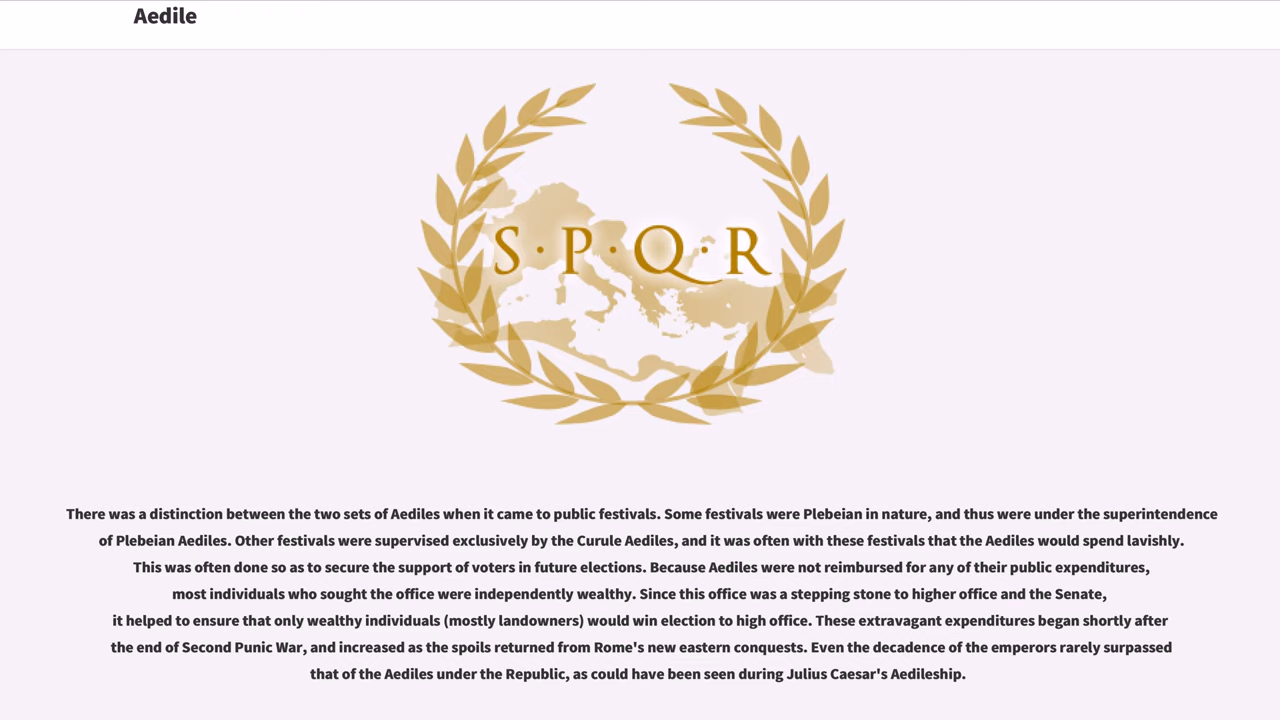 Aedile
S·P·Q·R
There was a distinction between the two sets of Aediles when it came to public festivals. Some festivals were Plebeian in nature, and thus were under the superintendence
of Plebeian Aediles. Other festivals were supervised exclusively by the Curule Aediles, and it was often with these festivals that the Aediles would spend lavishly.
This was often done so as to secure the support of voters in future elections. Because Aediles were not reimbursed for any of their public expenditures,
most individuals who sought the office were independently wealthy. Since this office was a stepping stone to higher office and the Senate,
it helped to ensure that only wealthy individuals (mostly landowners) would win election to high office. These extravagant expenditures began shortly after
the end of Second Punic War, and increased as the spoils returned from Rome's new eastern conquests. Even the decadence of the emperors rarely surpassed
that of the Aediles under the Republic, as could have been seen during Julius Caesar's Aedileship.